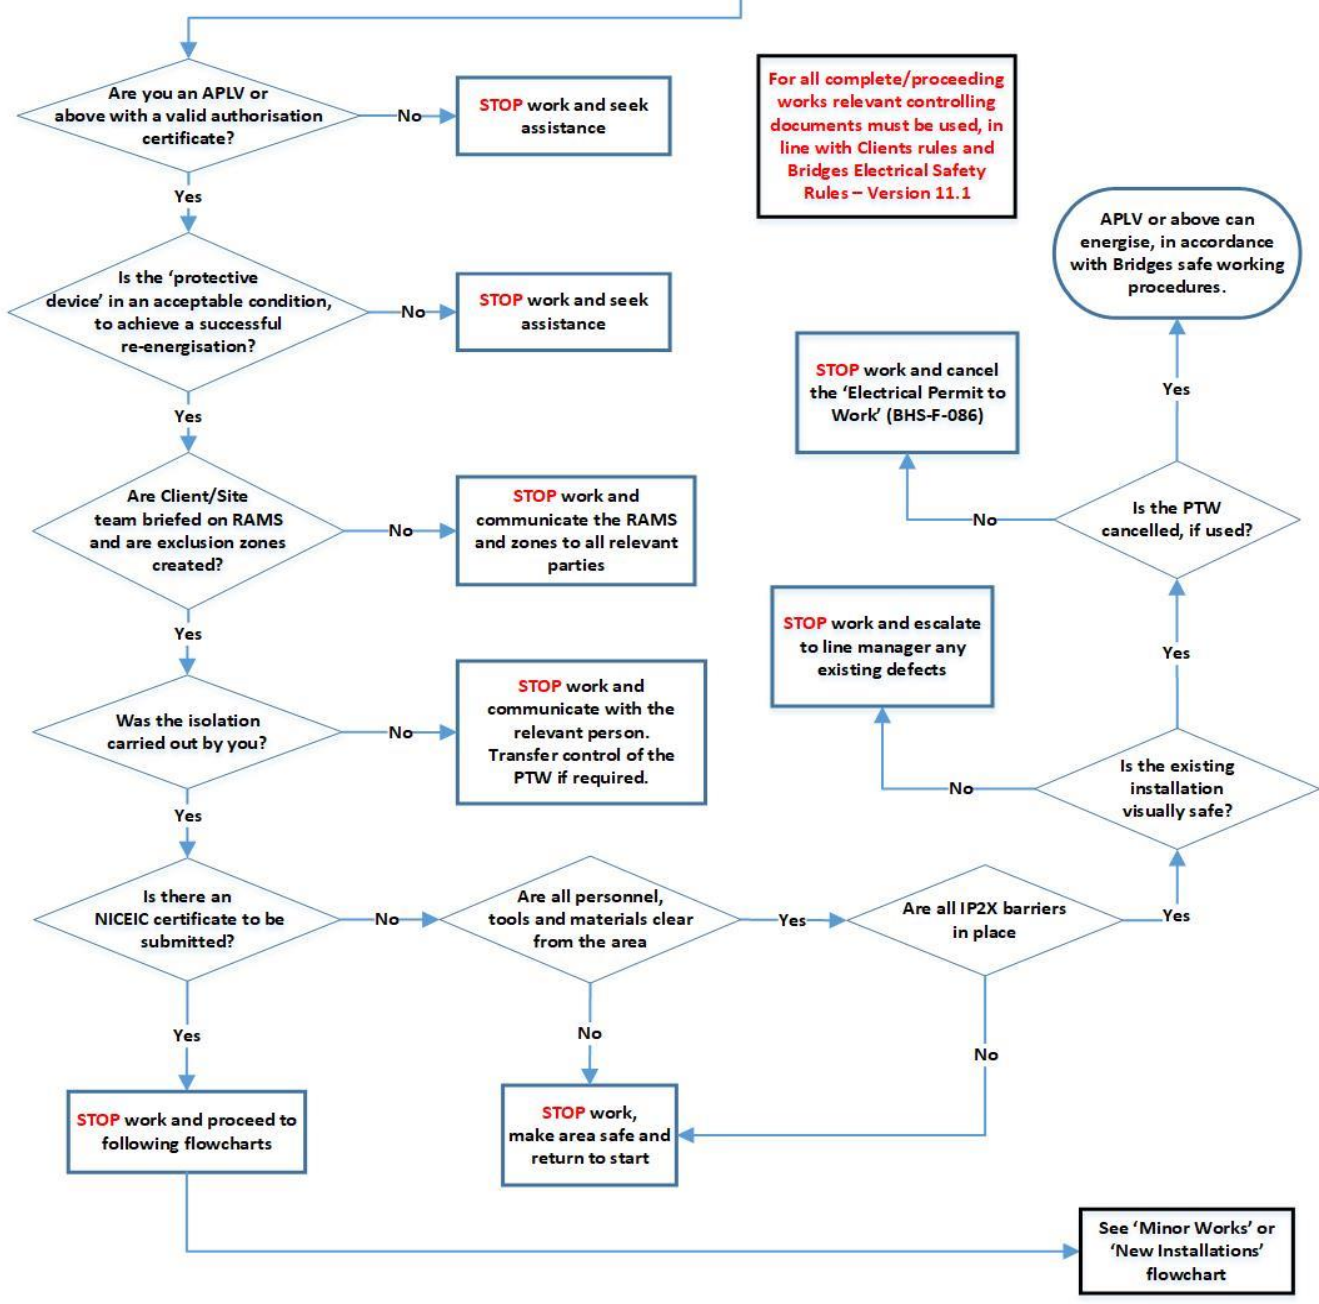 Are you an APLV or
above with a valid authorisation
certificate?
No
STOP work and seek
assistance
For all complete/proceeding
works relevant controlling
documents must be used, in
line with Clients rules and
Bridges Electrical Safety
Rules – Version 11.1
Yes
Is the ‘protective
device’ in an acceptable condition,
to achieve a successful
re-energisation?
No
STOP work and seek
assistance
Yes
Are Client/Site
team briefed on RAMS
and are exclusion zones
created?
No
STOP work and
communicate the RAMS
and zones to all relevant
parties
Yes
Was the isolation
carried out by you?
No
STOP work and
communicate with the
relevant person.
Transfer control of the
PTW if required.
Yes
Is there an
NICEIC certificate to be
submitted?
No
Are all personnel,
tools and materials clear
from the area
Yes
Are all IP2X barriers
in place
Yes
Is the existing
installation
visually safe?
No
STOP work and escalate
to line manager any
existing defects
Yes
Is the PTW
cancelled, if used?
No
STOP work and cancel
the ‘Electrical Permit to
Work’ (BHS-F-086)
Yes
APLV or above can
energise, in accordance
with Bridges safe working
procedures.
No
No
STOP work,
make area safe and
return to start
Yes
STOP work and proceed to
following flowcharts
See ‘Minor Works’ or
‘New Installations’
flowchart